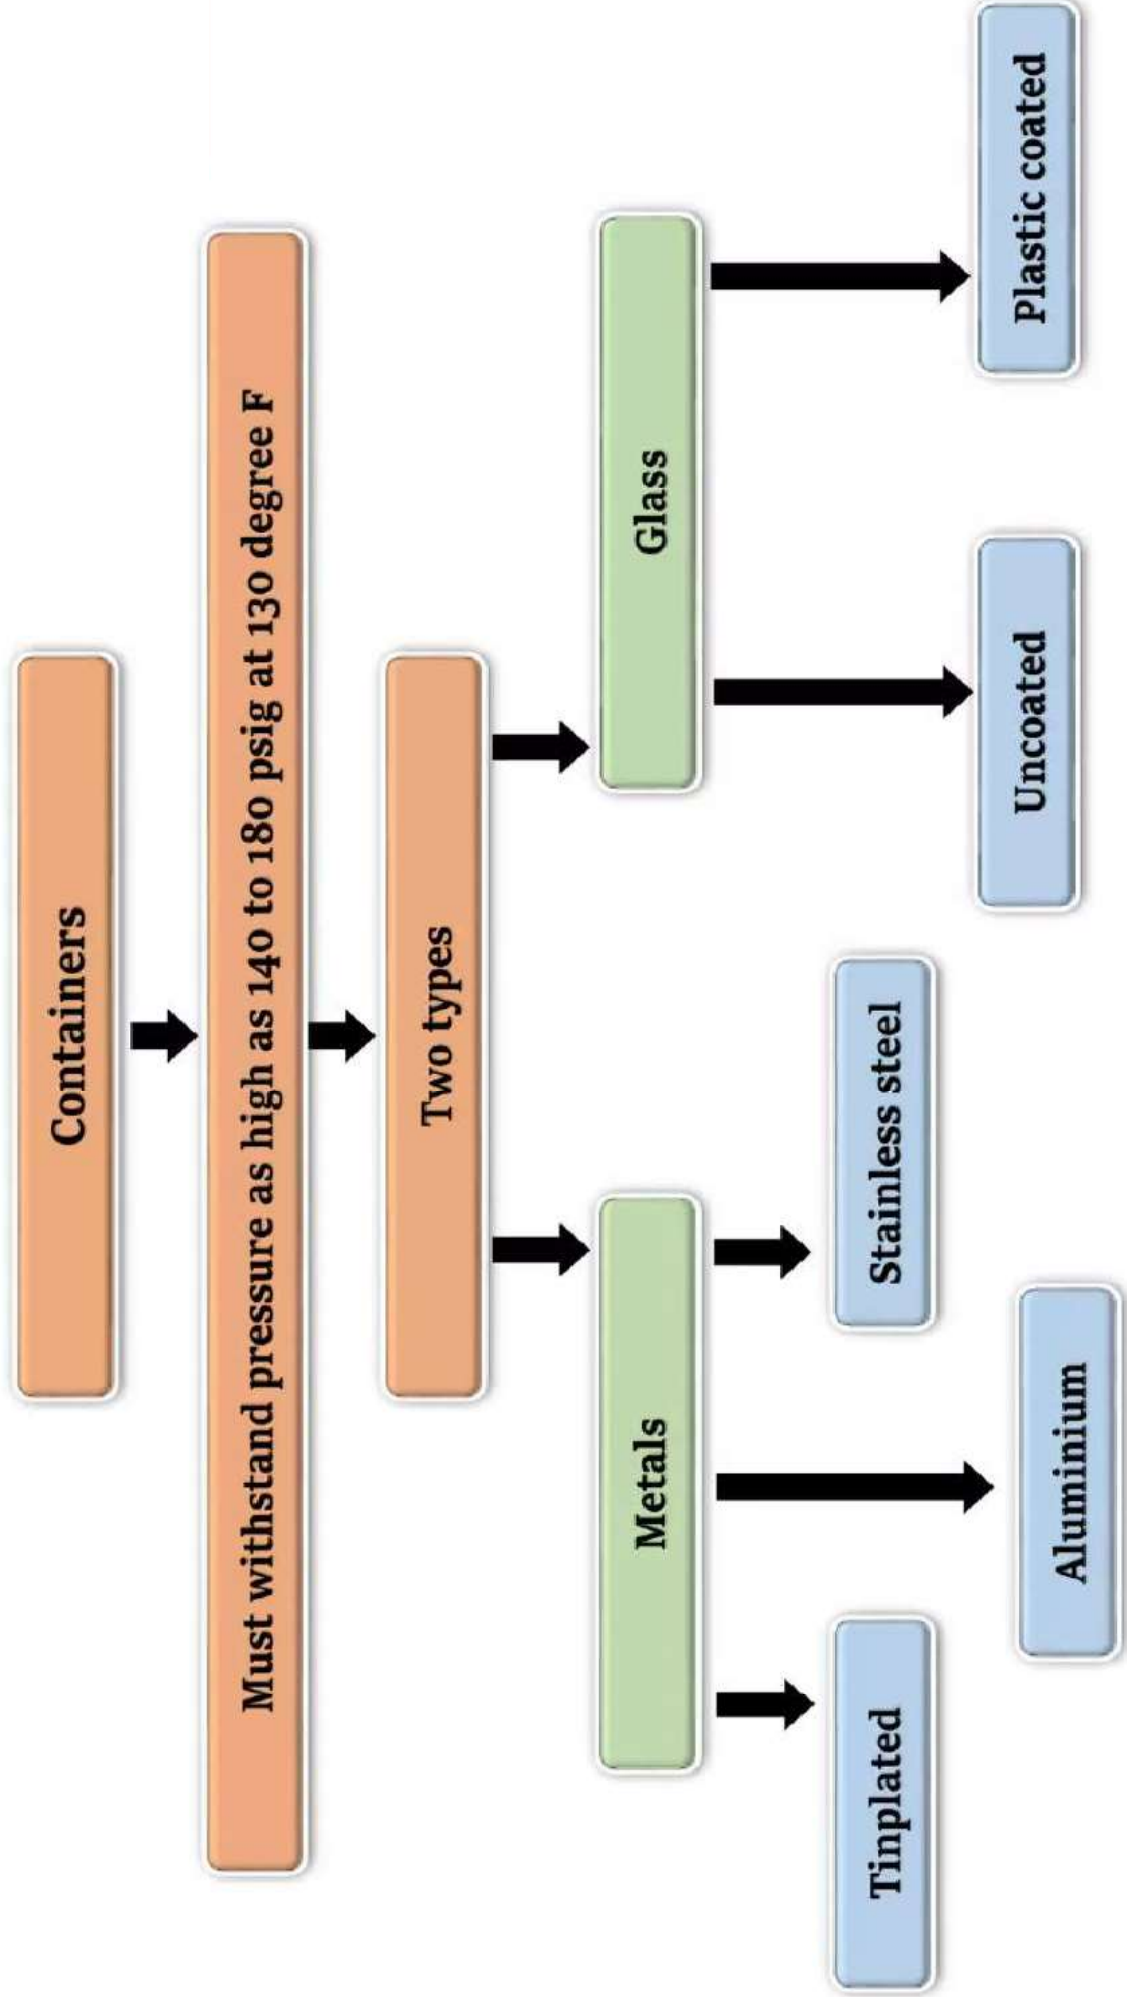 Containers
Must withstand pressure as high as 140 to 180 psig at 130 degree F
Two types
Metals
Glass
Tinplated
Stainless steel
Aluminium
Uncoated
Plastic coated